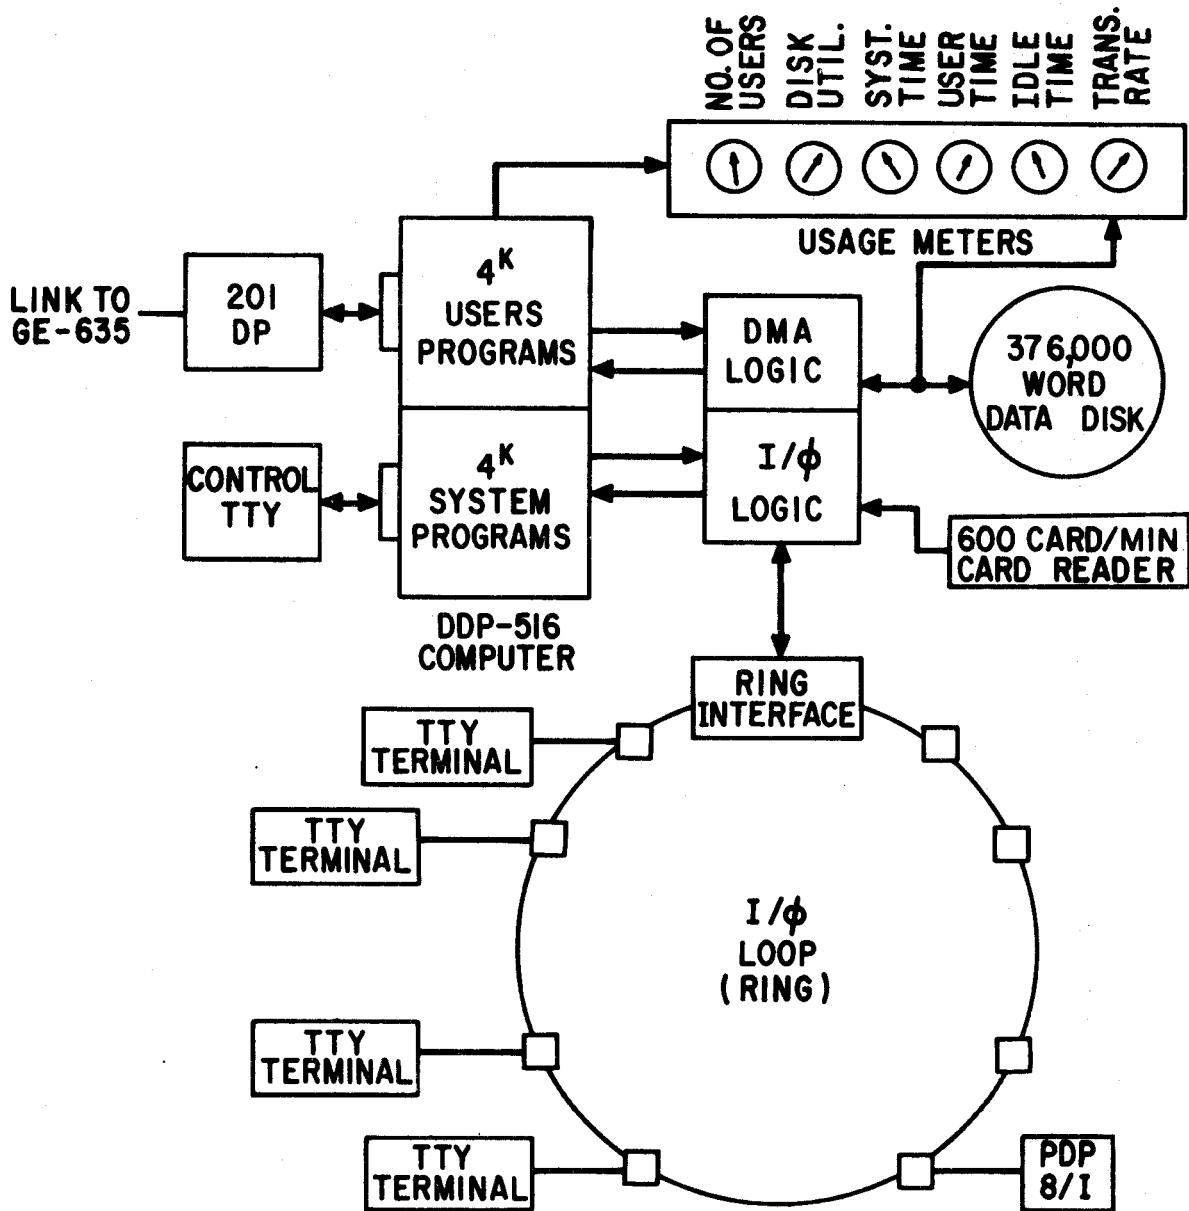 NO. OF
USERS
DISK
UTIL.
SYST.
TIME
USER
TIME
IDLE
TIME
TRANS.
RATE
USAGE METERS
LINK TO
GE-635
201
DP
4K
USERS
PROGRAMS
DMA
LOGIC
376,000
WORD
DATA DISK
CONTROL
TTY
4K
SYSTEM
PROGRAMS
I/ϕ
LOGIC
600 CARD/MIN
CARD READER
DDP-516
COMPUTER
RING
INTERFACE
TTY
TERMINAL
TTY
TERMINAL
I/ϕ
LOOP
(RING)
TTY
TERMINAL
TTY
TERMINAL
PDP
8/I